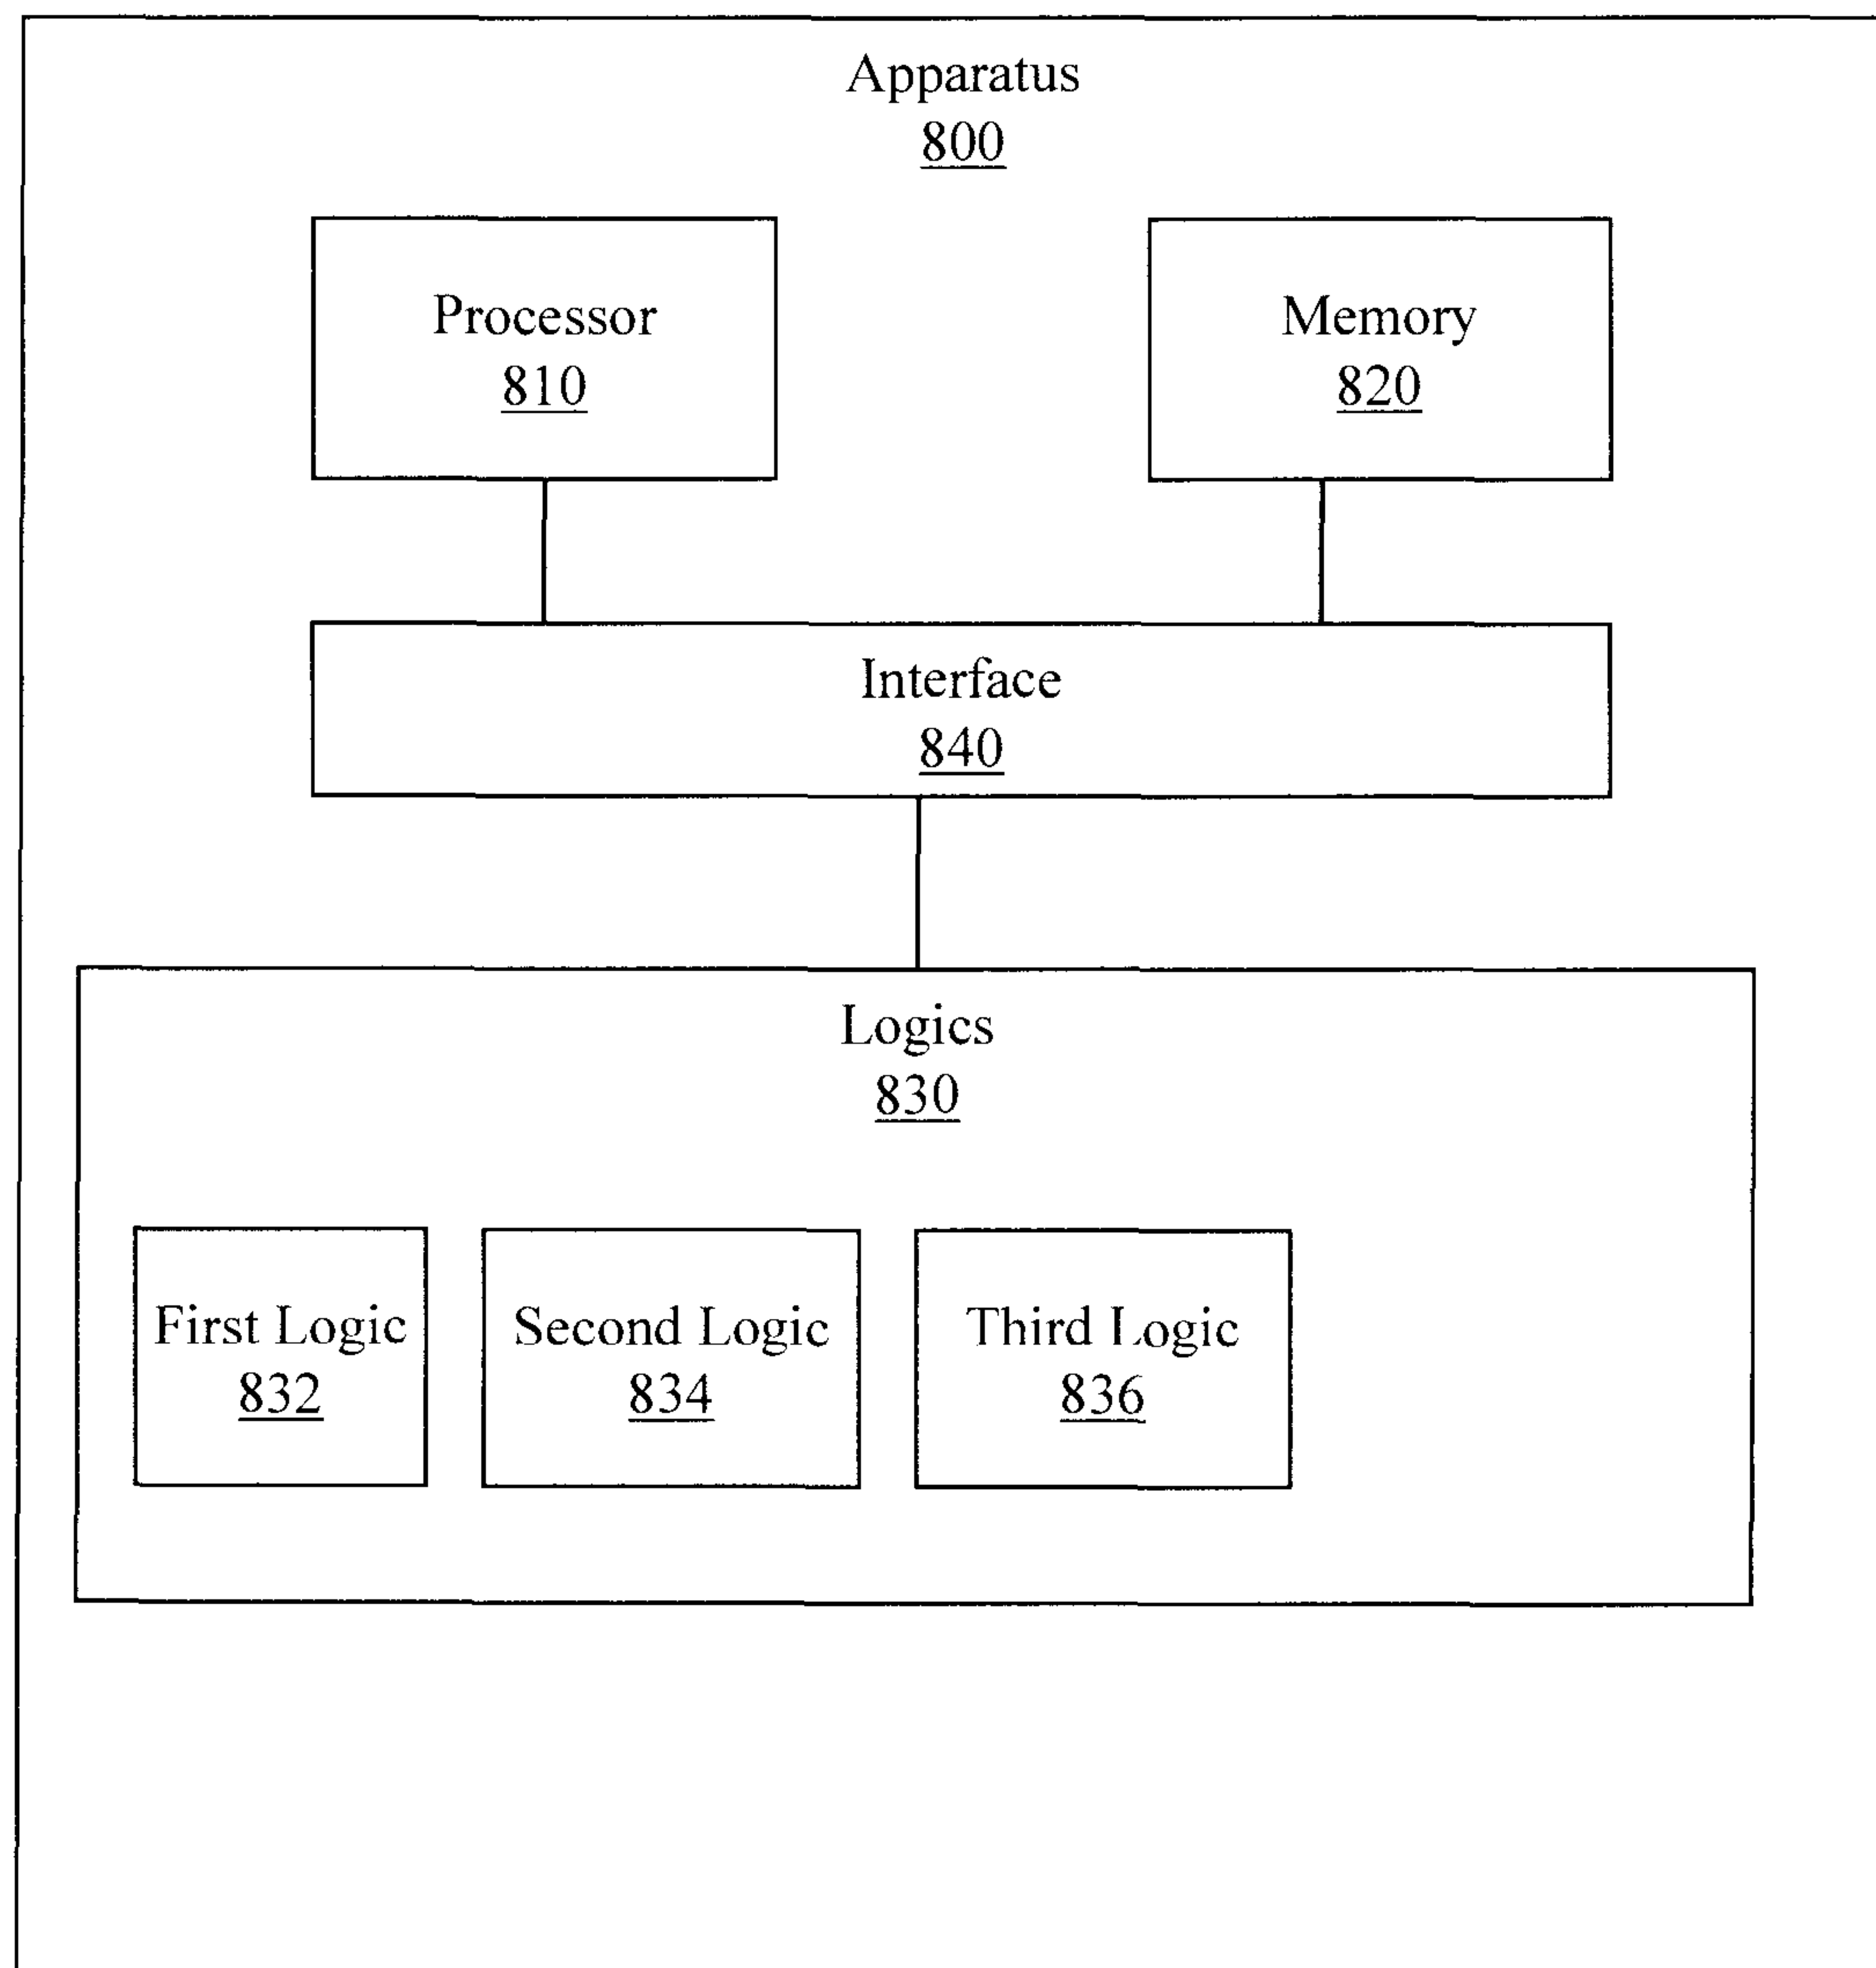 Apparatus
800
Processor
810
Memory
820
Interface
840
Logics
830
First Logic
832
Second Logic
834
Third Logic
836